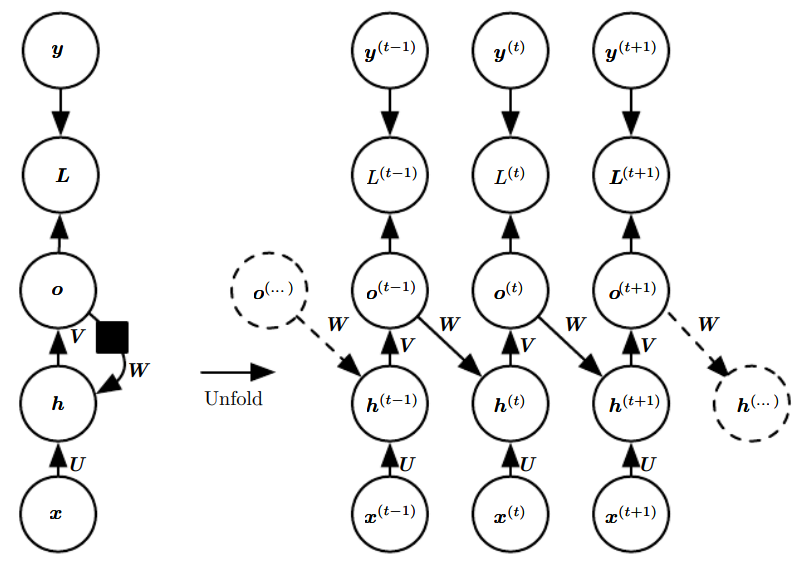 y y^(t−1) y^(t) y^(t+1)
L L^(t−1) L^(t) L^(t+1)
o o^(...) o^(t−1) o^(t) o^(t+1)
W W W W
V V V V
W
h h^(t−1) h^(t) h^(t+1) h^(...)
Unfold
U U U U
x x^(t−1) x^(t) x^(t+1)